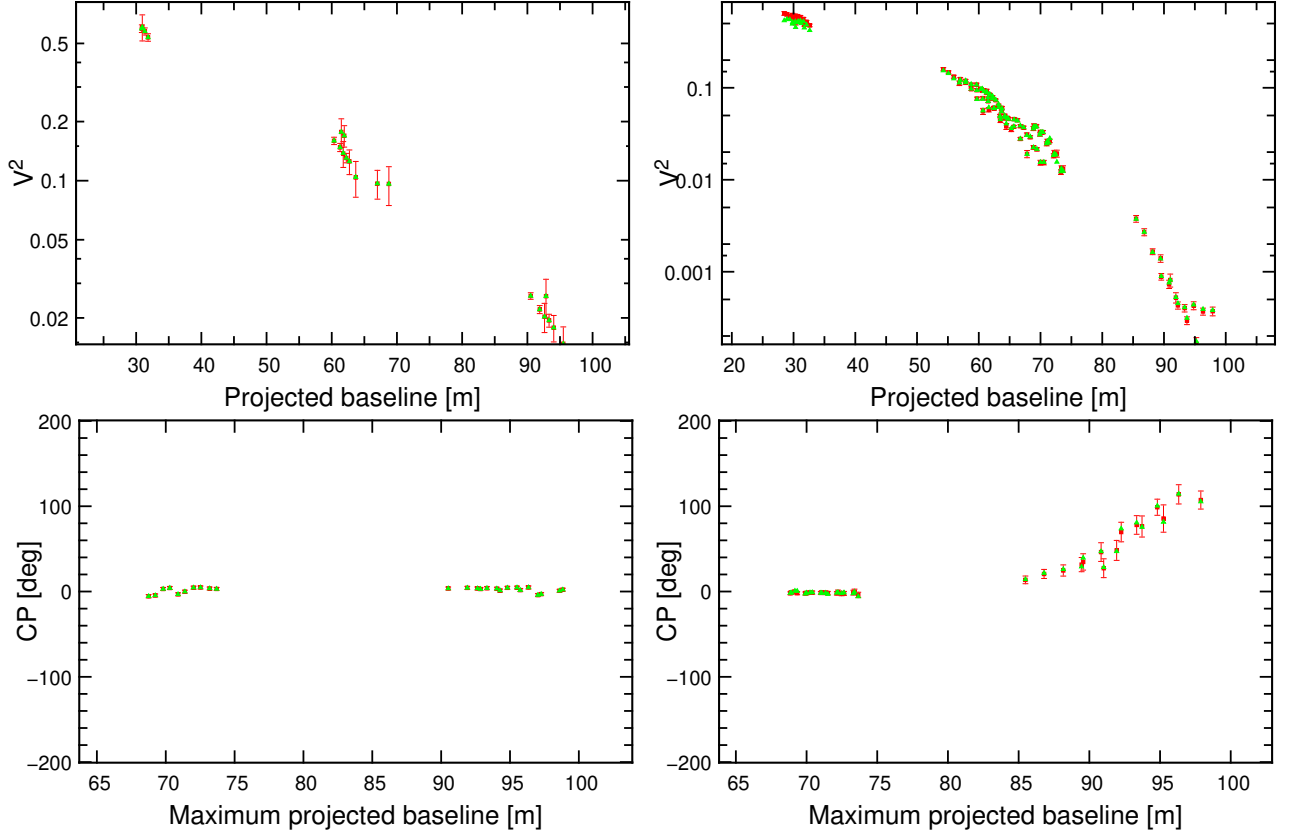 0.5
0.2
0.1
0.05
0.02
V²
30 40 50 60 70 80 90 100
Projected baseline [m]
0.1
0.01
0.001
V²
20 30 40 50 60 70 80 90 100
Projected baseline [m]
200
100
0
−100
−200
CP [deg]
65 70 75 80 85 90 95 100
Maximum projected baseline [m]
200
100
0
−100
−200
CP [deg]
65 70 75 80 85 90 95 100
Maximum projected baseline [m]